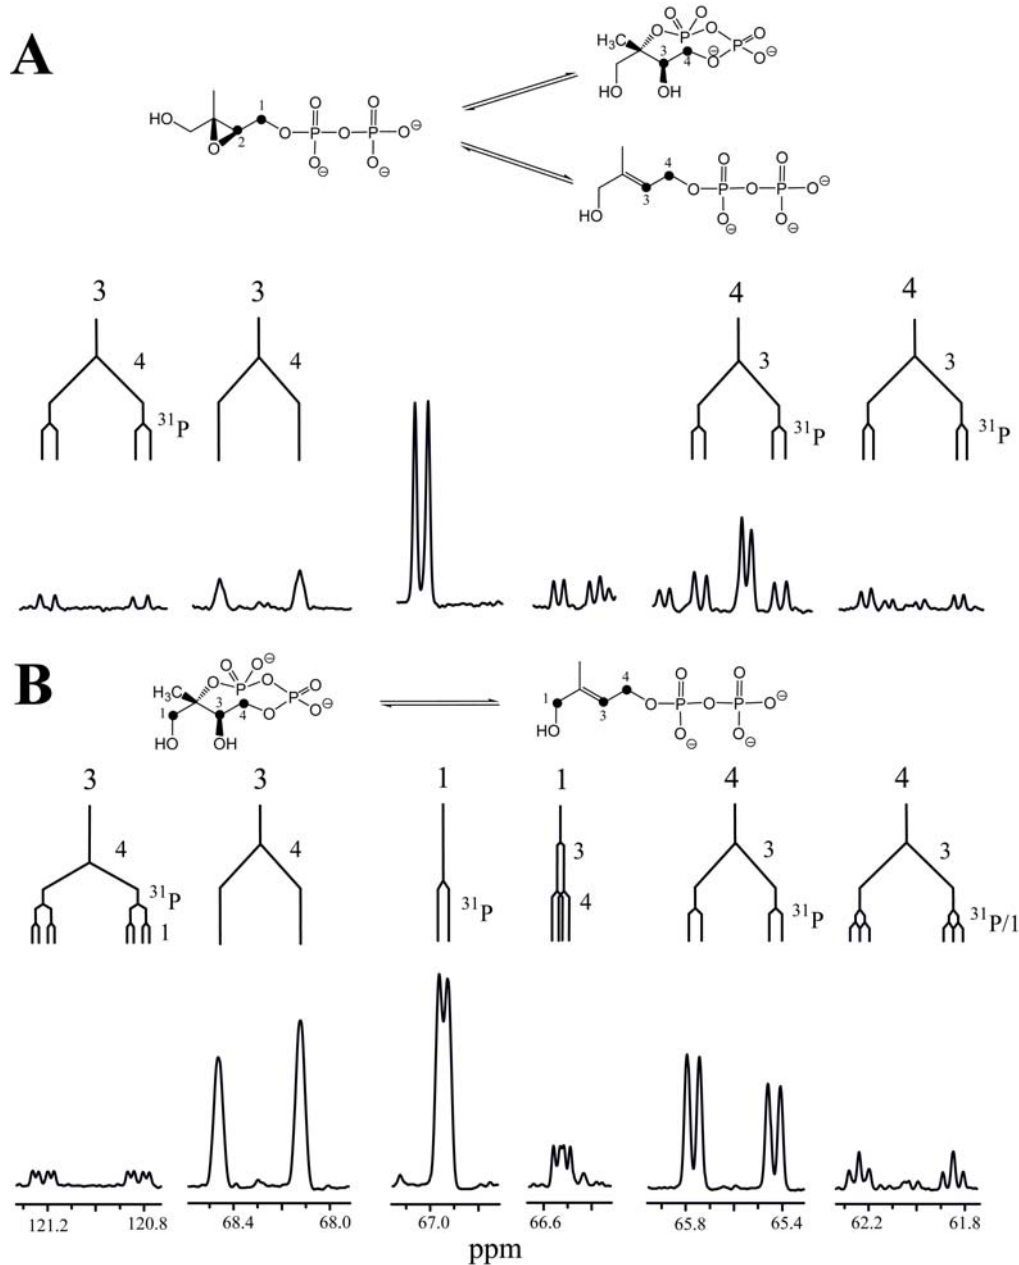 A
O O
H₃C O P O P O
3 4 O⊖ O⊖
HO OH
HO 1 O O
2 O O P O P O⊖
O⊖ O⊖
4 O O
3 O P O P O⊖
HO O⊖ O⊖
3 3 4 4
4 4 3 3
³¹P ³¹P ³¹P
B
O O⊖
H₃C O P O P O
1 3 4 O O⊖
HO OH
1 4 O O
3 O P O P O⊖
HO O⊖ O⊖
3 3 1 1 4 4
4 4 3 3 3
³¹P ³¹P 4 ³¹P ³¹P/1
1
121.2 120.8 68.4 68.0 67.0 66.6 65.8 65.4 62.2 61.8
ppm